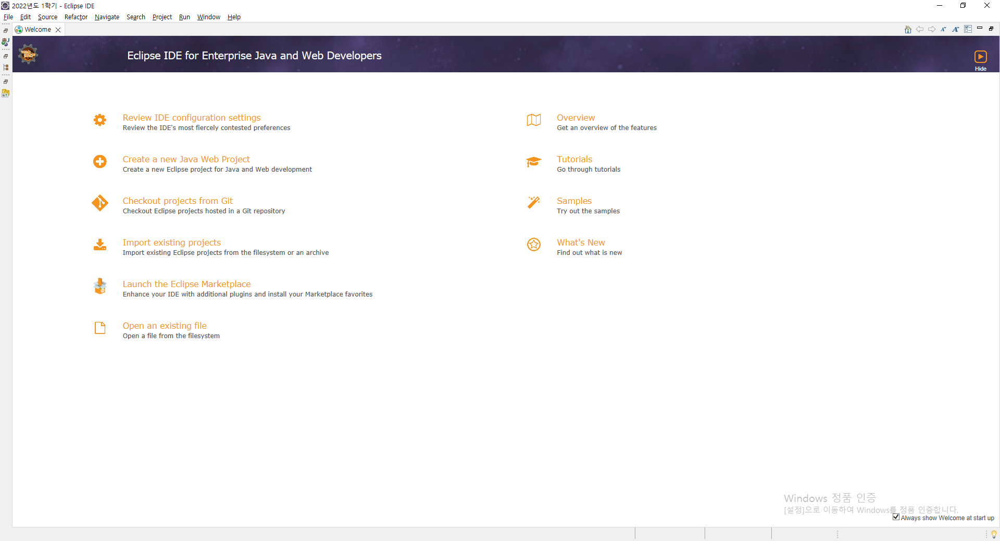 2022년도 1학기 - Eclipse IDE
File Edit Source Refactor Navigate Search Project Run Window Help
Welcome
Eclipse IDE for Enterprise Java and Web Developers
Hide
Review IDE configuration settings
Review the IDE's most fiercely contested preferences
Create a new Java Web Project
Create a new Eclipse project for Java and Web development
Checkout projects from Git
Checkout Eclipse projects hosted in a Git repository
Import existing projects
Import existing Eclipse projects from the filesystem or an archive
Launch the Eclipse Marketplace
Enhance your IDE with additional plugins and install your Marketplace favorites
Open an existing file
Open a file from the filesystem
Overview
Get an overview of the features
Tutorials
Go through tutorials
Samples
Try out the samples
What's New
Find out what is new
Windows 정품 인증
[설정]으로 이동하여 Windows를 정품 인증합니다.
Always show Welcome at start up
GIT